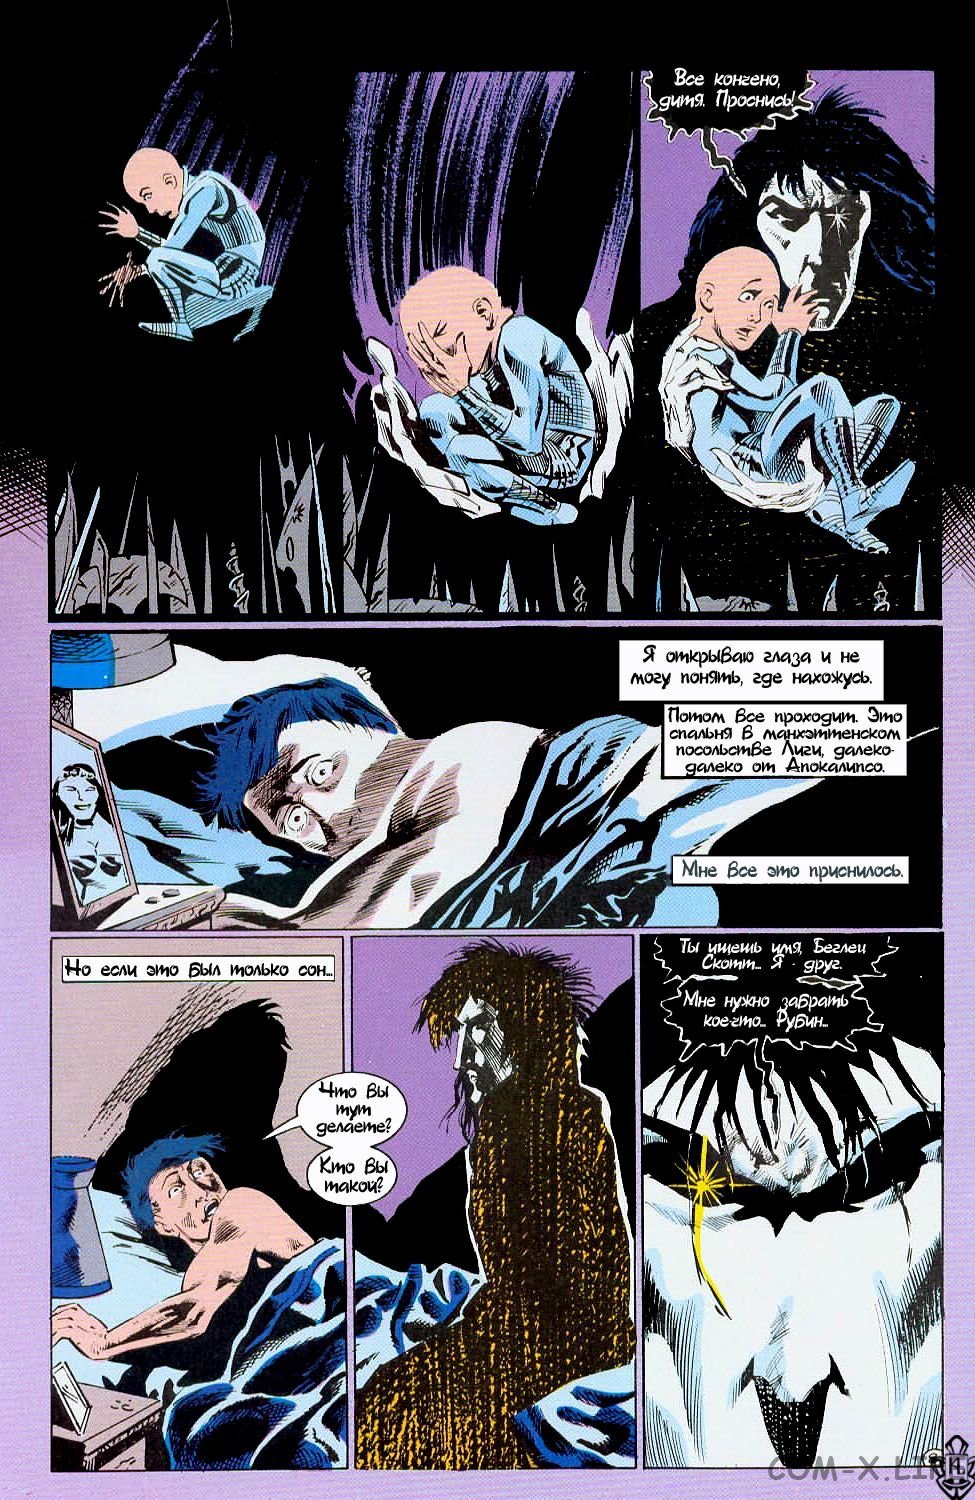 Все кончено,
дитя. Проснись!
Я открываю глаза и не
могу понять, где нахожусь.
Потом все проходит. Это
спальня в манхэттенском
посольстве Лиги, далеко-
далеко от Апокалипсо.
Мне все это приснилось.
Но если это был только сон...
Что вы
тут
делаете?
Кто вы
такой?
Ты ищешь имя, Беглец
Скотт... Я - друг.
Мне нужно забрать
кое-что... Рубин...
COM-X.LI